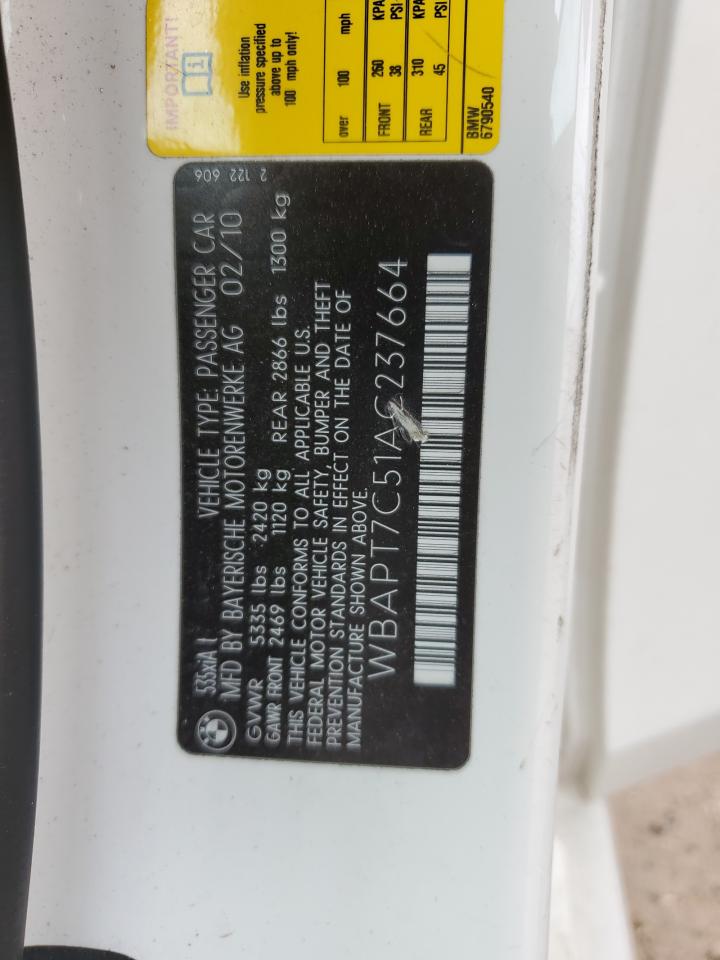 IMPORTANT!
i
Use inflation
pressure specified
above up to
100 mph only!
over 100 mph
FRONT 260 KPA
38 PSI
REAR 310 KPA
45 PSI
BMW
6790540
2 122 606
535xiA
VEHICLE TYPE: PASSENGER CAR
MFD BY BAYERISCHE MOTORENWERKE AG 02/10
GVWR 5335 lbs 2420 kg
GAWR FRONT 2469 lbs 1120 kg REAR 2866 lbs 1300 kg
THIS VEHICLE CONFORMS TO ALL APPLICABLE U.S.
FEDERAL MOTOR VEHICLE SAFETY, BUMPER AND THEFT
PREVENTION STANDARDS IN EFFECT ON THE DATE OF
MANUFACTURE SHOWN ABOVE.
WBAPT7C51AC237664